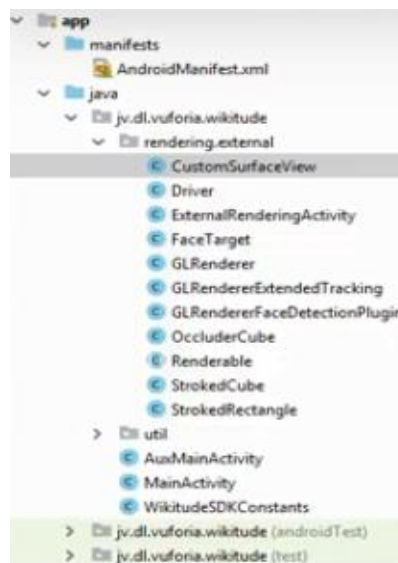 app
manifests
AndroidManifest.xml
java
jv.dl.vuforia.wikitude
rendering.external
CustomSurfaceView
Driver
ExternalRenderingActivity
FaceTarget
GLRenderer
GLRendererExtendedTracking
GLRendererFaceDetectionPlugin
OccluderCube
Renderable
StrokedCube
StrokedRectangle
util
AuxMainActivity
MainActivity
WikitudeSDKConstants
jv.dl.vuforia.wikitude (androidTest)
jv.dl.vuforia.wikitude (test)